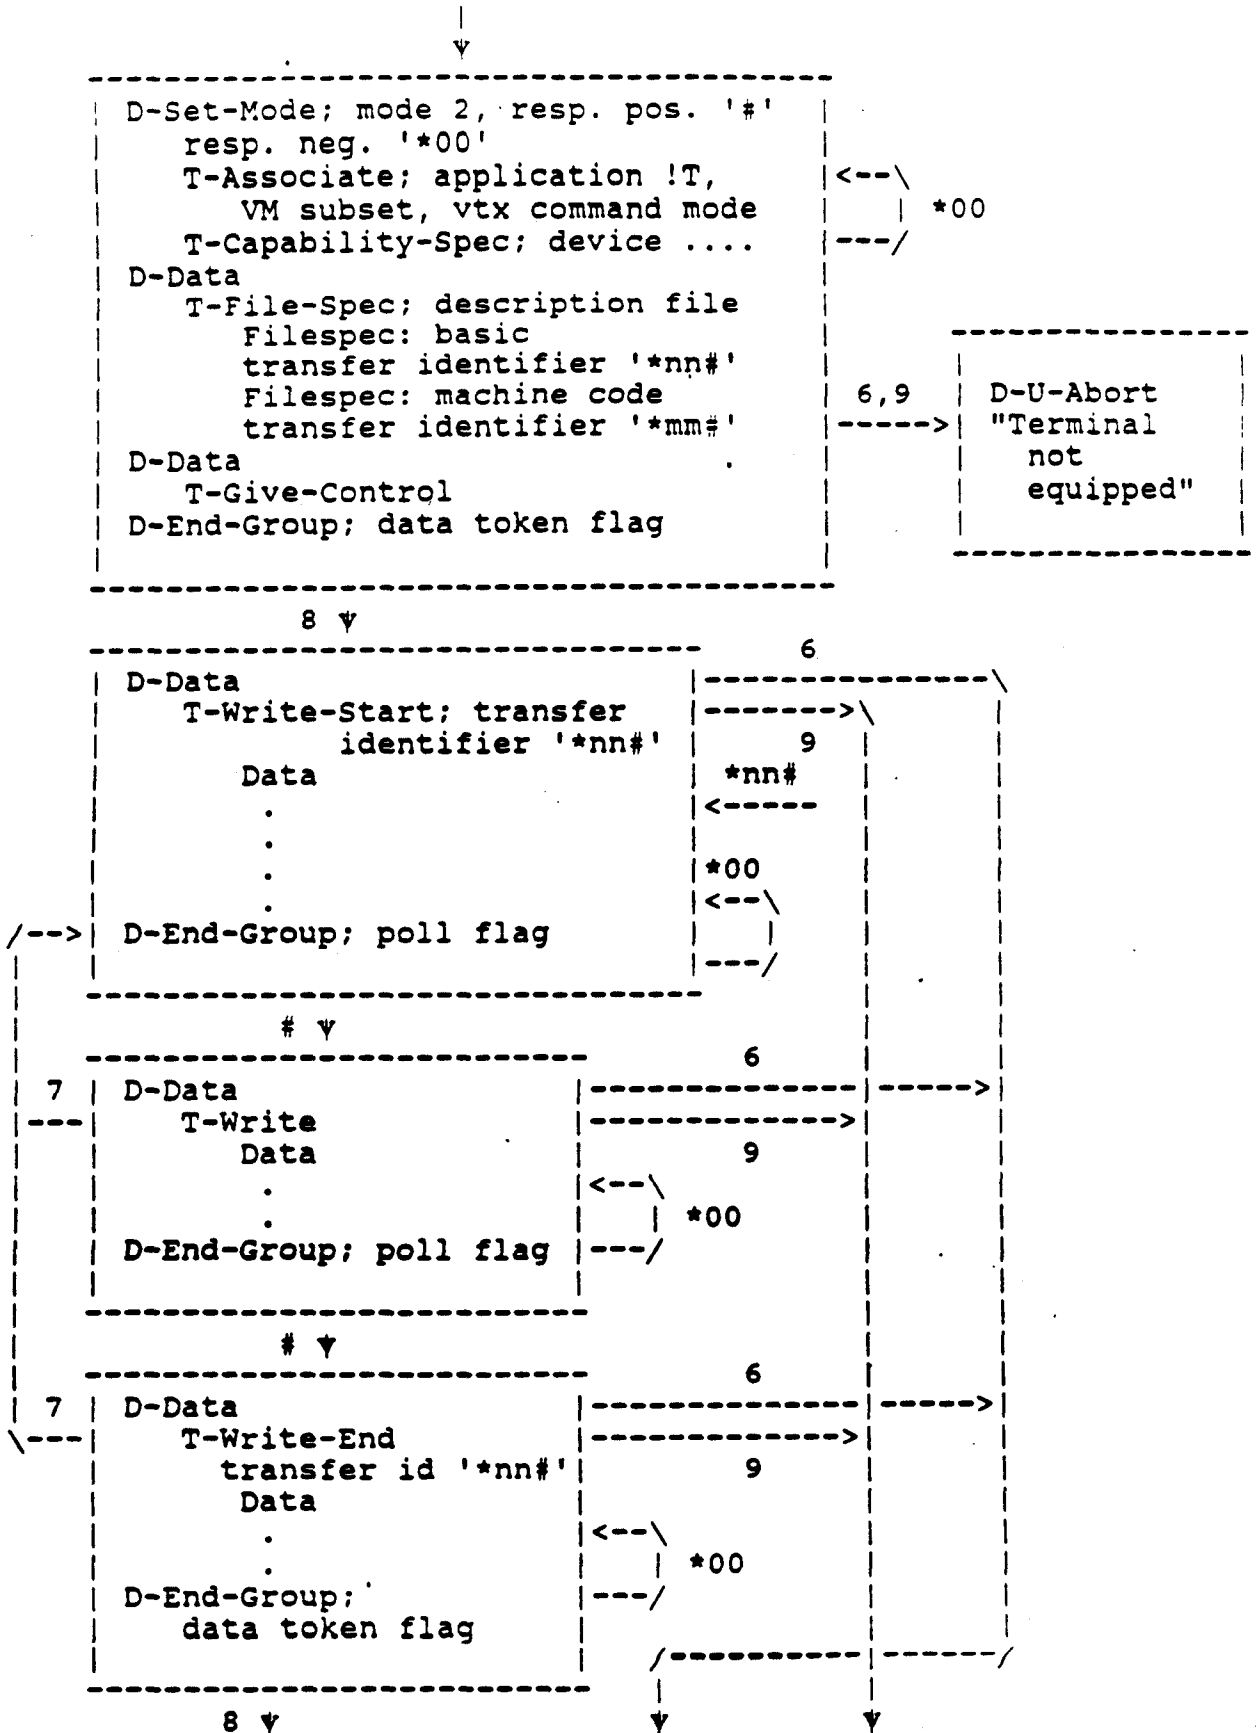 D-Set-Mode; mode 2, resp. pos. '#'
resp. neg. '*00'
T-Associate; application !T,
VM subset, vtx command mode
*00
T-Capability-Spec; device ....
D-Data
T-File-Spec; description file
Filespec: basic
transfer identifier '*nn#'
Filespec: machine code
transfer identifier '*mm#'
D-Data
T-Give-Control
D-End-Group; data token flag
6,9
D-U-Abort
"Terminal
not
equipped"
8
6
D-Data
T-Write-Start; transfer
identifier '*nn#'
9
Data
*nn#
.
.
*00
.
.
D-End-Group; poll flag
#
6
7
D-Data
T-Write
Data
9
.
*00
.
D-End-Group; poll flag
#
6
7
D-Data
T-Write-End
transfer id '*nn#'
9
Data
.
*00
.
D-End-Group;
data token flag
8